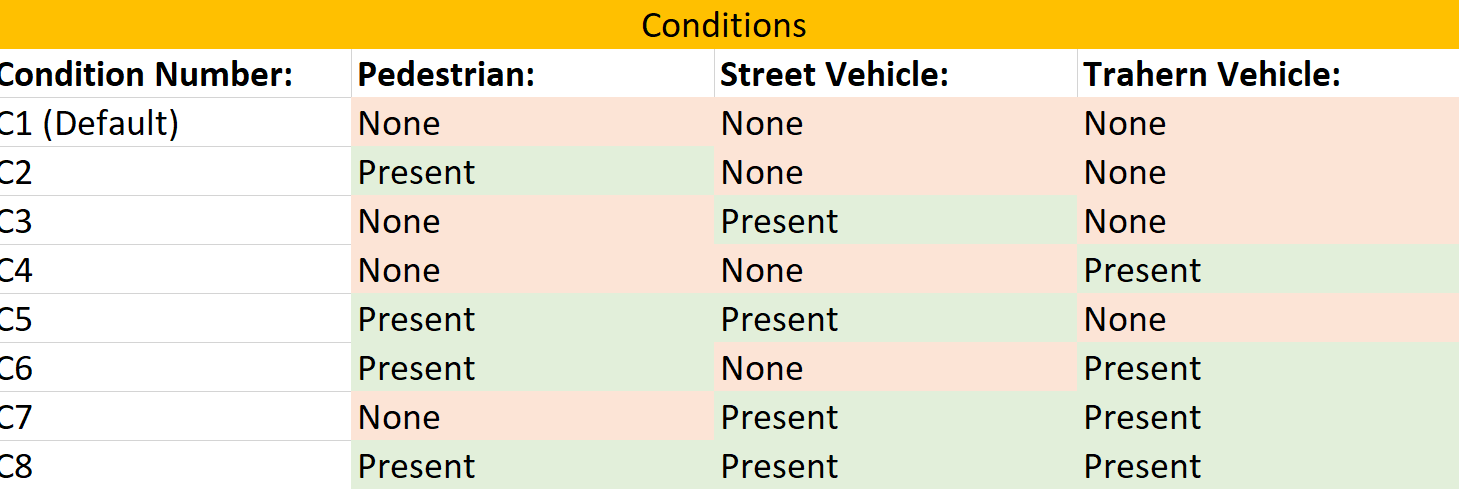 Conditions
Condition Number: Pedestrian: Street Vehicle: Trahern Vehicle:
C1 (Default) None None None
C2 Present None None
C3 None Present None
C4 None None Present
C5 Present Present None
C6 Present None Present
C7 None Present Present
C8 Present Present Present